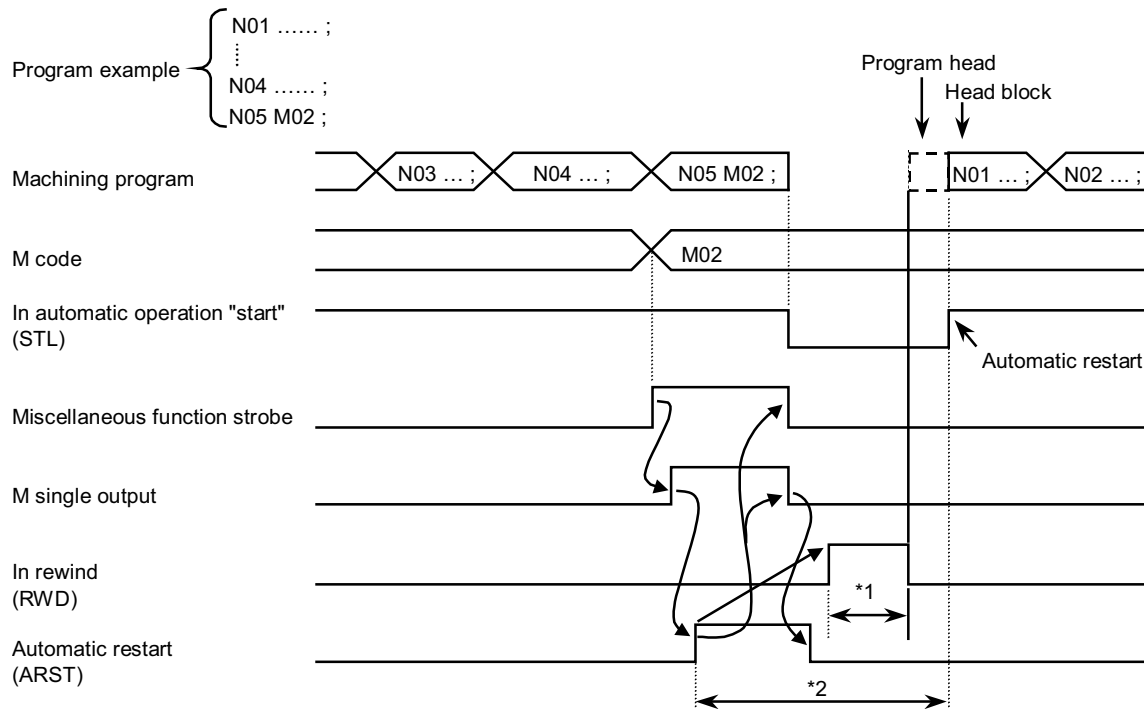 Program example
N01 …… ;
N04 …… ;
N05 M02 ;
Program head
Head block
Machining program
N03 … ;
N04 … ;
N05 M02 ;
N01 … ;
N02 … ;
M code
M02
In automatic operation "start"
(STL)
Automatic restart
Miscellaneous function strobe
M single output
In rewind
(RWD)
*1
Automatic restart
(ARST)
*2